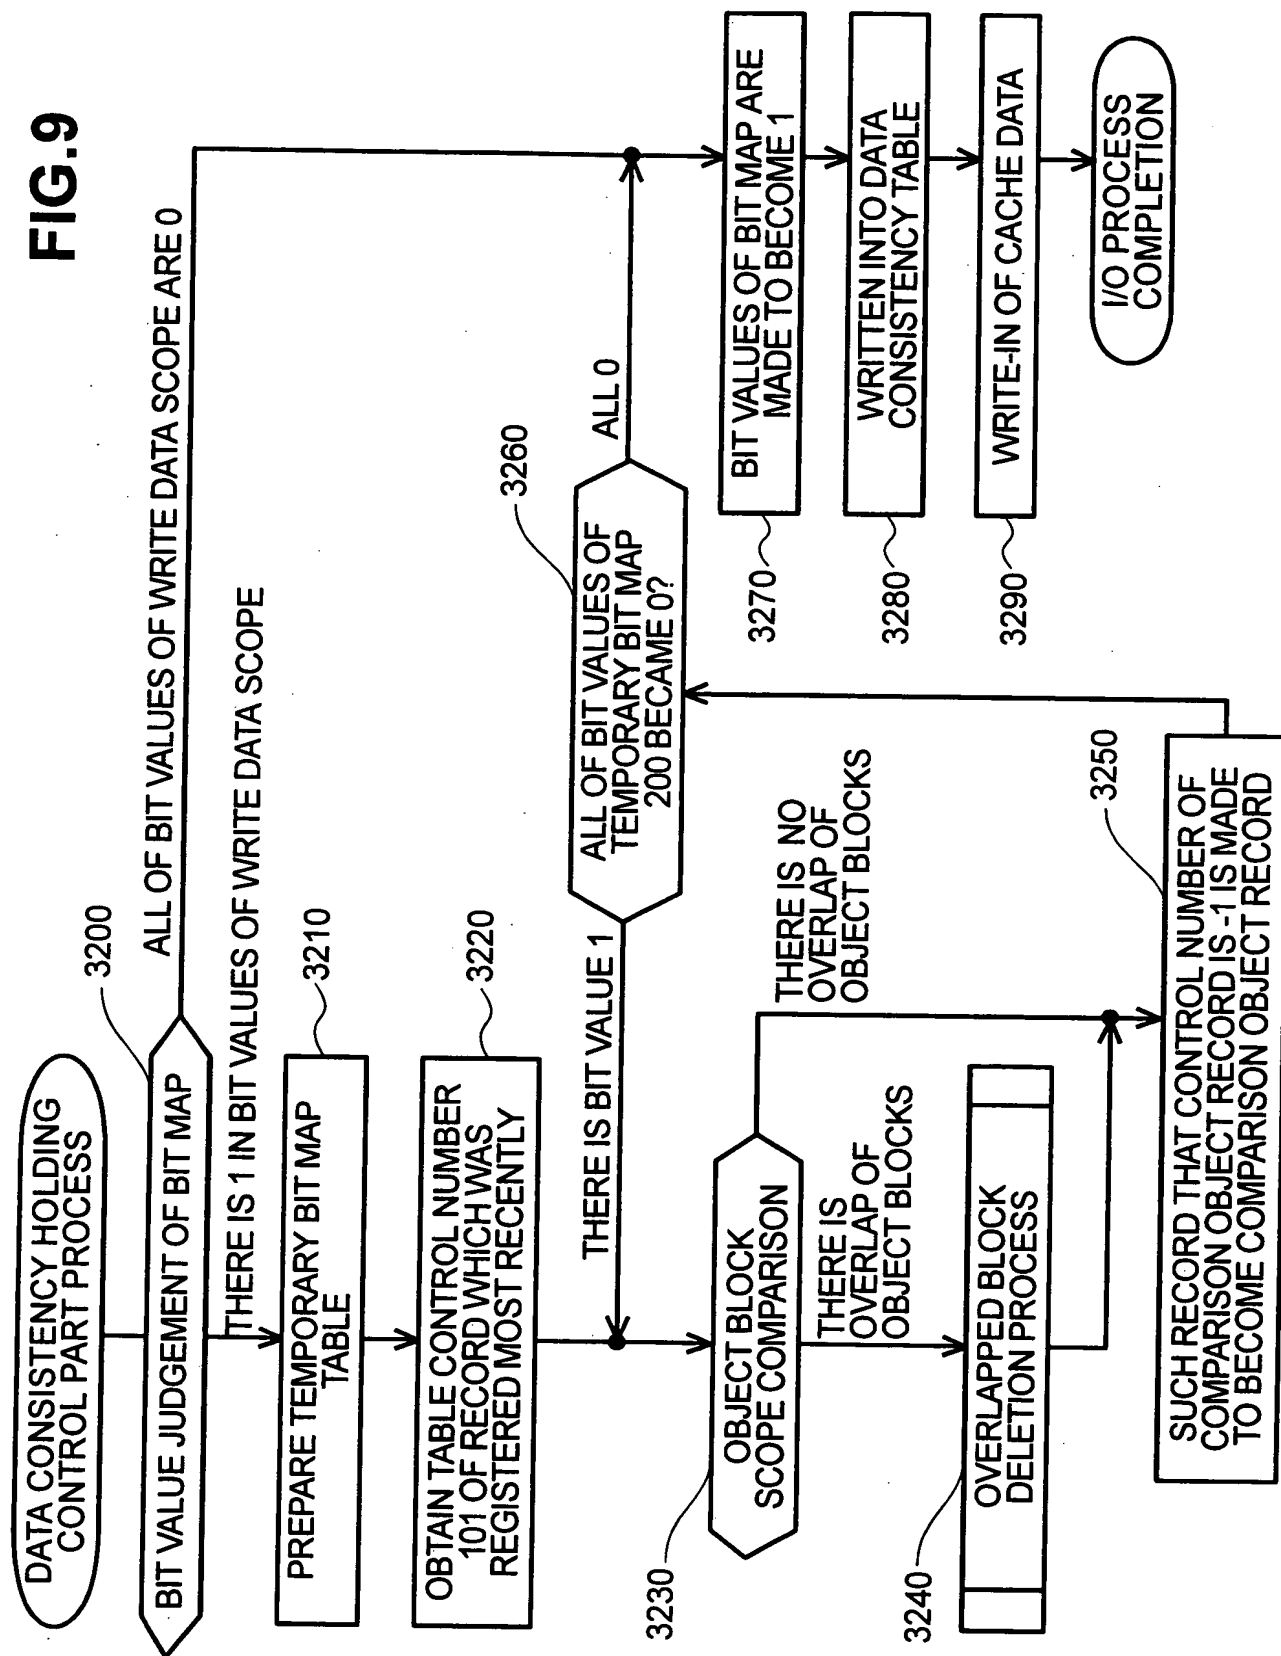 FIG.9
DATA CONSISTENCY HOLDING
CONTROL PART PROCESS
3200
BIT VALUE JUDGEMENT OF BIT MAP
ALL OF BIT VALUES OF WRITE DATA SCOPE ARE 0
THERE IS 1 IN BIT VALUES OF WRITE DATA SCOPE
3210
PREPARE TEMPORARY BIT MAP
TABLE
3220
OBTAIN TABLE CONTROL NUMBER
101 OF RECORD WHICH WAS
REGISTERED MOST RECENTLY
THERE IS BIT VALUE 1
3260
ALL OF BIT VALUES OF
TEMPORARY BIT MAP
200 BECAME 0?
ALL 0
3230
OBJECT BLOCK
SCOPE COMPARISON
THERE IS NO
OVERLAP OF
OBJECT BLOCKS
THERE IS
OVERLAP OF
OBJECT BLOCKS
3240
OVERLAPPED BLOCK
DELETION PROCESS
3250
SUCH RECORD THAT CONTROL NUMBER OF
COMPARISON OBJECT RECORD IS -1 IS MADE
TO BECOME COMPARISON OBJECT RECORD
3270
BIT VALUES OF BIT MAP ARE
MADE TO BECOME 1
3280
WRITTEN INTO DATA
CONSISTENCY TABLE
3290
WRITE-IN OF CACHE DATA
I/O PROCESS
COMPLETION